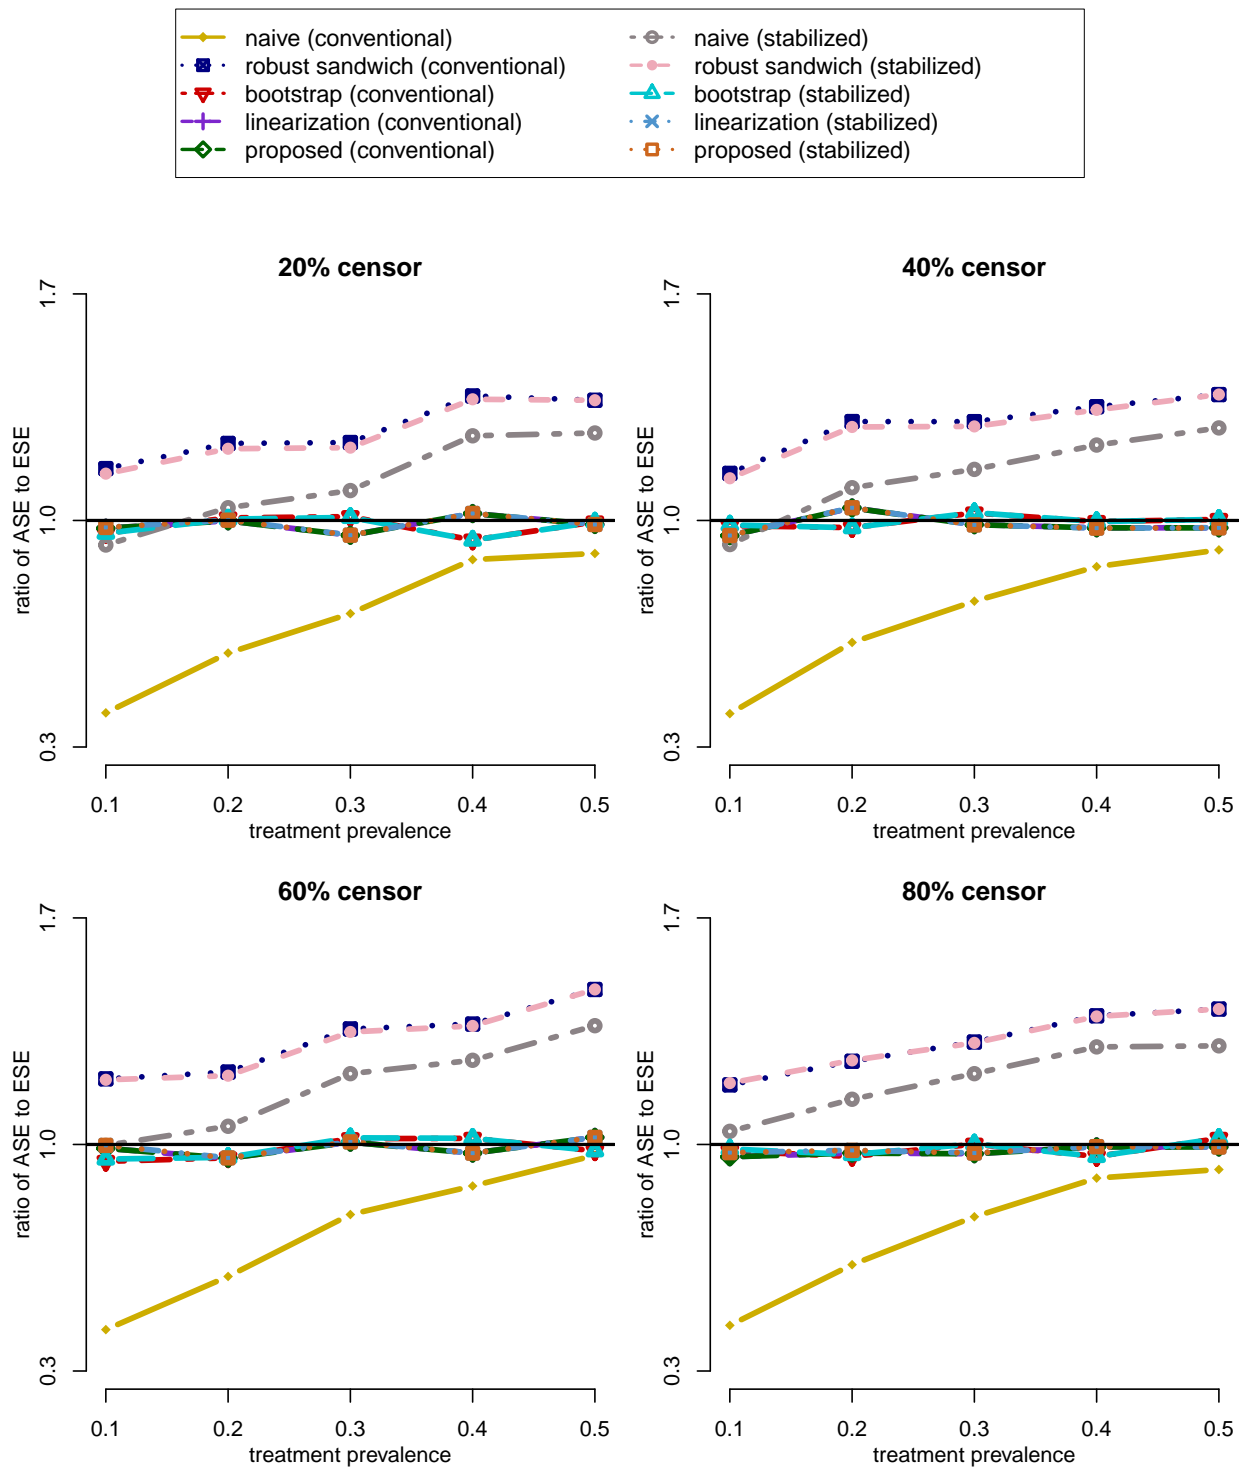 naive (conventional)
robust sandwich (conventional)
bootstrap (conventional)
linearization (conventional)
proposed (conventional)
naive (stabilized)
robust sandwich (stabilized)
bootstrap (stabilized)
linearization (stabilized)
proposed (stabilized)
20% censor
ratio of ASE to ESE
1.7
1.0
0.3
0.1 0.2 0.3 0.4 0.5
treatment prevalence
40% censor
ratio of ASE to ESE
1.7
1.0
0.3
0.1 0.2 0.3 0.4 0.5
treatment prevalence
60% censor
ratio of ASE to ESE
1.7
1.0
0.3
0.1 0.2 0.3 0.4 0.5
treatment prevalence
80% censor
ratio of ASE to ESE
1.7
1.0
0.3
0.1 0.2 0.3 0.4 0.5
treatment prevalence